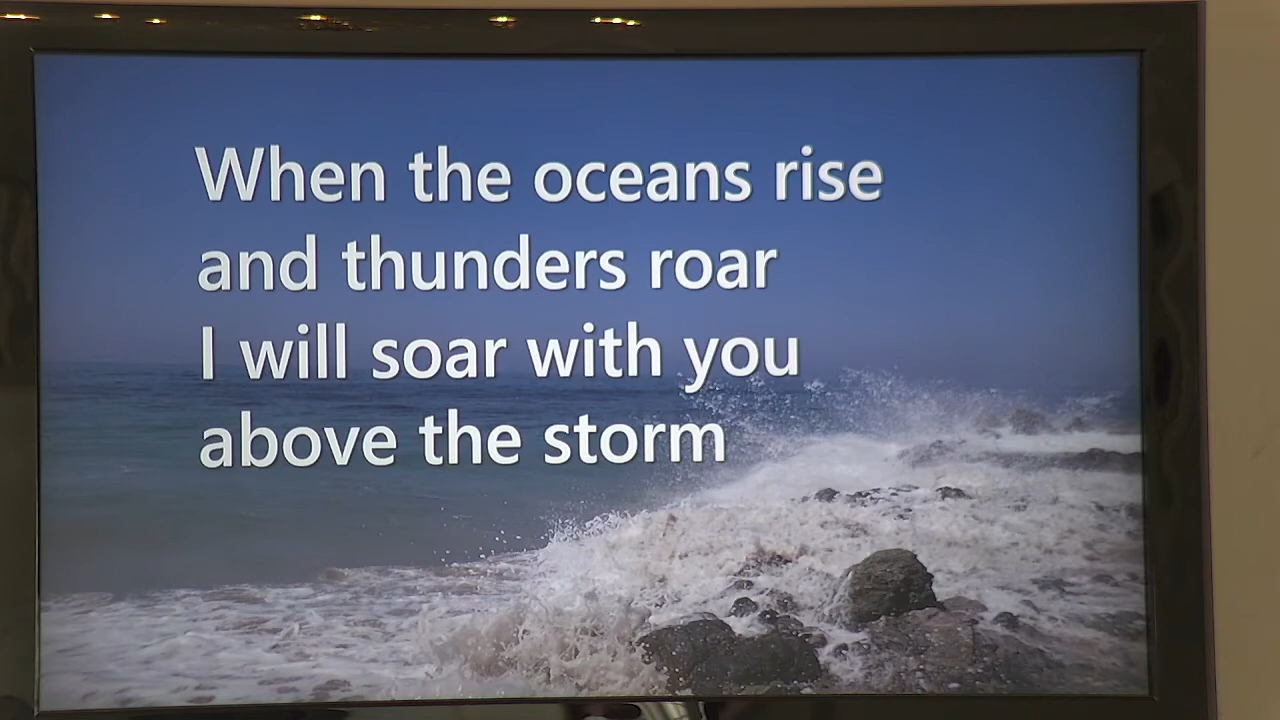 When the oceans rise
and thunders roar
I will soar with you
above the storm